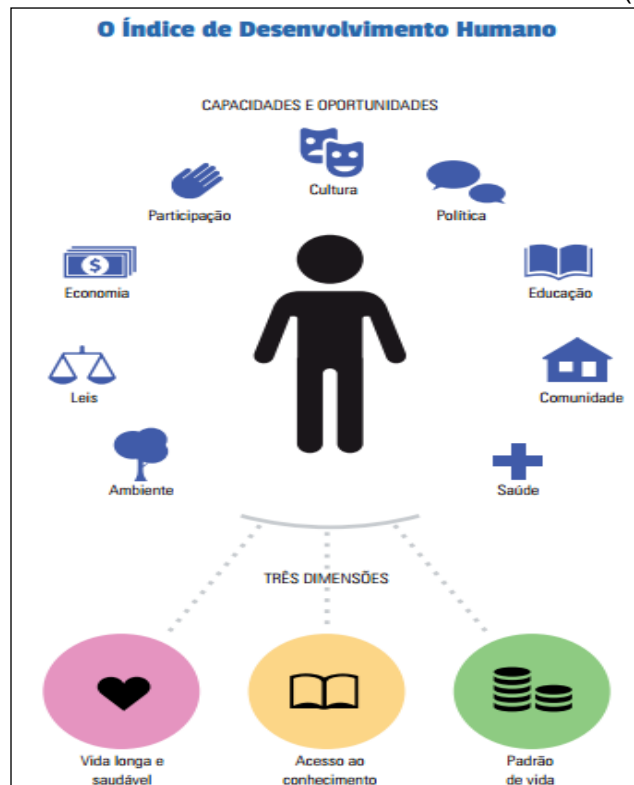 (
O Índice de Desenvolvimento Humano
CAPACIDADES E OPORTUNIDADES
Cultura
Participação
Política
Economia
Educação
Leis
Comunidade
Ambiente
Saúde
TRÊS DIMENSÕES
Vida longa e
saudável
Acesso ao
conhecimento
Padrão
de vida